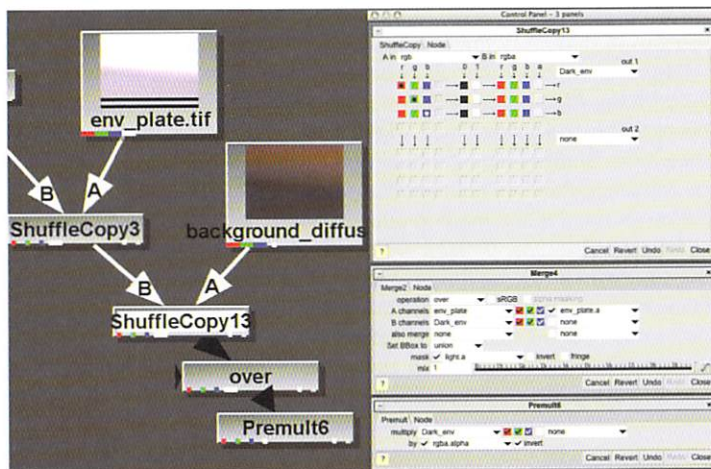 env_plate.tif
B
A
ShuffleCopy3
background_diffus
B
A
ShuffleCopy13
over
Premult6
Control Panel - 3 panels
ShuffleCopy13
ShuffleCopy Node
A in rgb
B in rgba
out 1
r g b
0 1
r g b a
Dark_env
r
g
b
out 2
none
? Cancel Revert Undo Redo Close
Merge4
Merge2 Node
operation over sRGB alpha masking
A channels env_plate env_plate.a
B channels Dark_env none
also merge none none
Set BBox to union
mask light.a invert fringe
mix 1
? Cancel Revert Undo Redo Close
Premult6
Premult Node
multiply Dark_env none
by rgba.alpha invert
? Cancel Revert Undo Redo Close